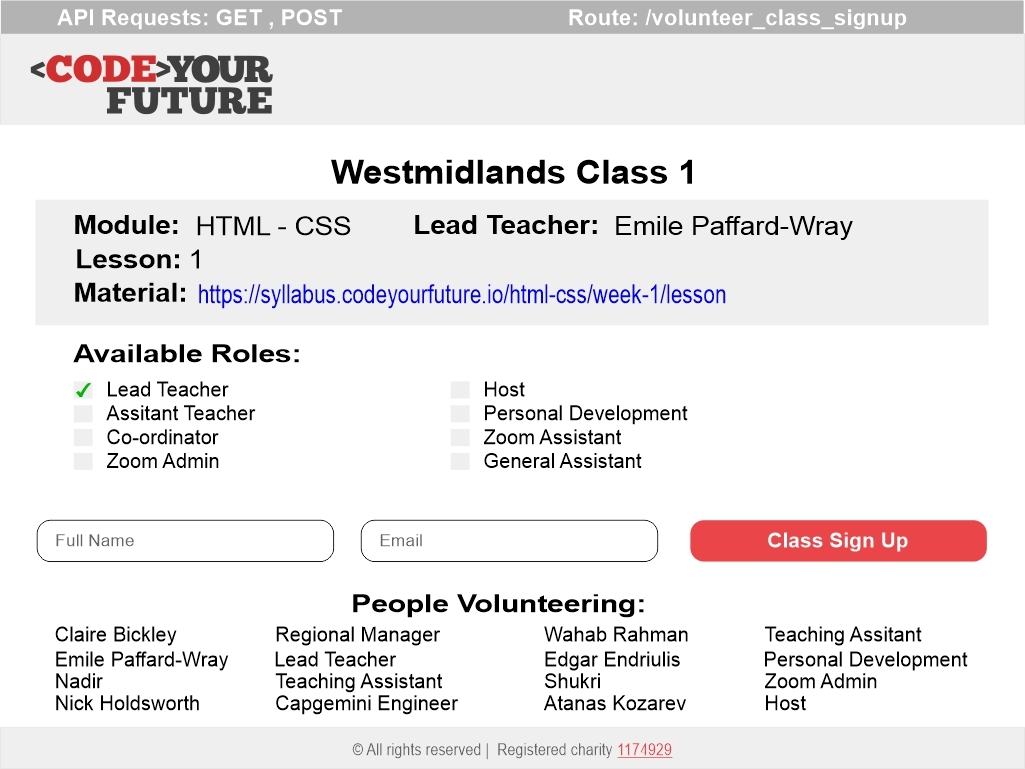 API Requests: GET , POST Route: /volunteer_class_signup
<CODE>YOUR
FUTURE
Westmidlands Class 1
Module: HTML - CSS Lead Teacher: Emile Paffard-Wray
Lesson: 1
Material: https://syllabus.codeyourfuture.io/html-css/week-1/lesson
Available Roles:
Lead Teacher Host
Assitant Teacher Personal Development
Co-ordinator Zoom Assistant
Zoom Admin General Assistant
Full Name Email Class Sign Up
People Volunteering:
Claire Bickley Regional Manager Wahab Rahman Teaching Assitant
Emile Paffard-Wray Lead Teacher Edgar Endriulis Personal Development
Nadir Teaching Assistant Shukri Zoom Admin
Nick Holdsworth Capgemini Engineer Atanas Kozarev Host
© All rights reserved | Registered charity 1174929